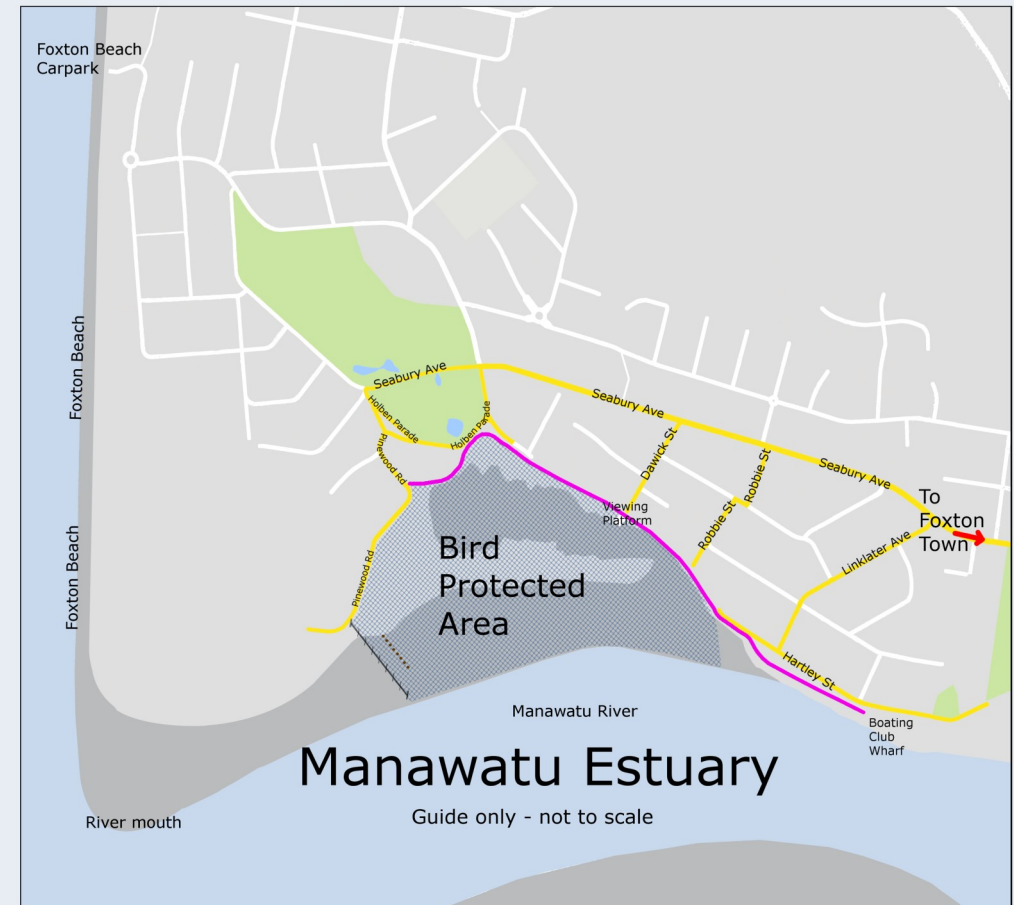 Foxton Beach
Carpark
Foxton Beach
Seabury Ave
Holben Parade
Holben Parade
Seabury Ave
Pinewood Rd
Dawick St
Robbie St
Seabury Ave
To
Foxton
Town
Viewing
Platform
Robbie St
Linklater Ave
Foxton Beach
Pinewood Rd
Bird
Protected
Area
Hartley St
Manawatu River
Boating
Club
Wharf
Manawatu Estuary
Guide only - not to scale
River mouth